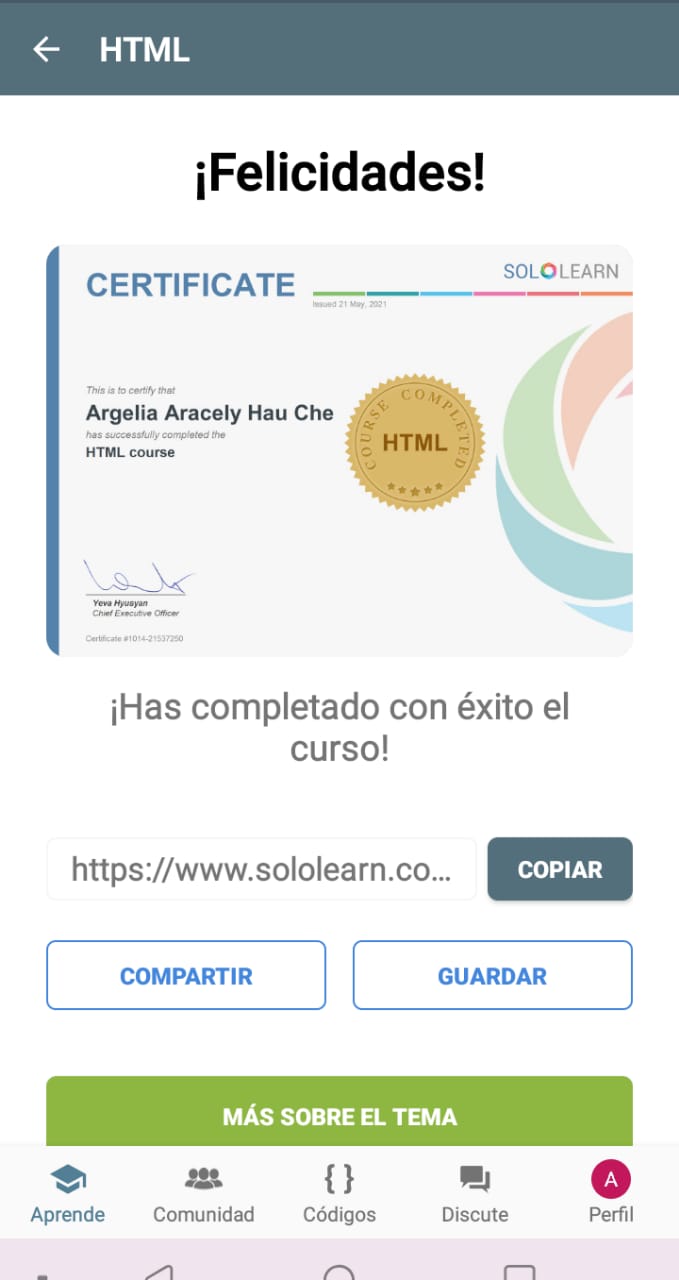 HTML
¡Felicidades!
CERTIFICATE
SOLOLEARN
Issued 21 May, 2021
This is to certify that
Argelia Aracely Hau Che
has successfully completed the
HTML course
COURSE COMPLETED
HTML
Yeva Hyusyan
Chief Executive Officer
Certificate #1014-21537250
¡Has completado con éxito el
curso!
https://www.sololearn.co...
COPIAR
COMPARTIR
GUARDAR
MÁS SOBRE EL TEMA
Aprende
Comunidad
Códigos
Discute
A
Perfil